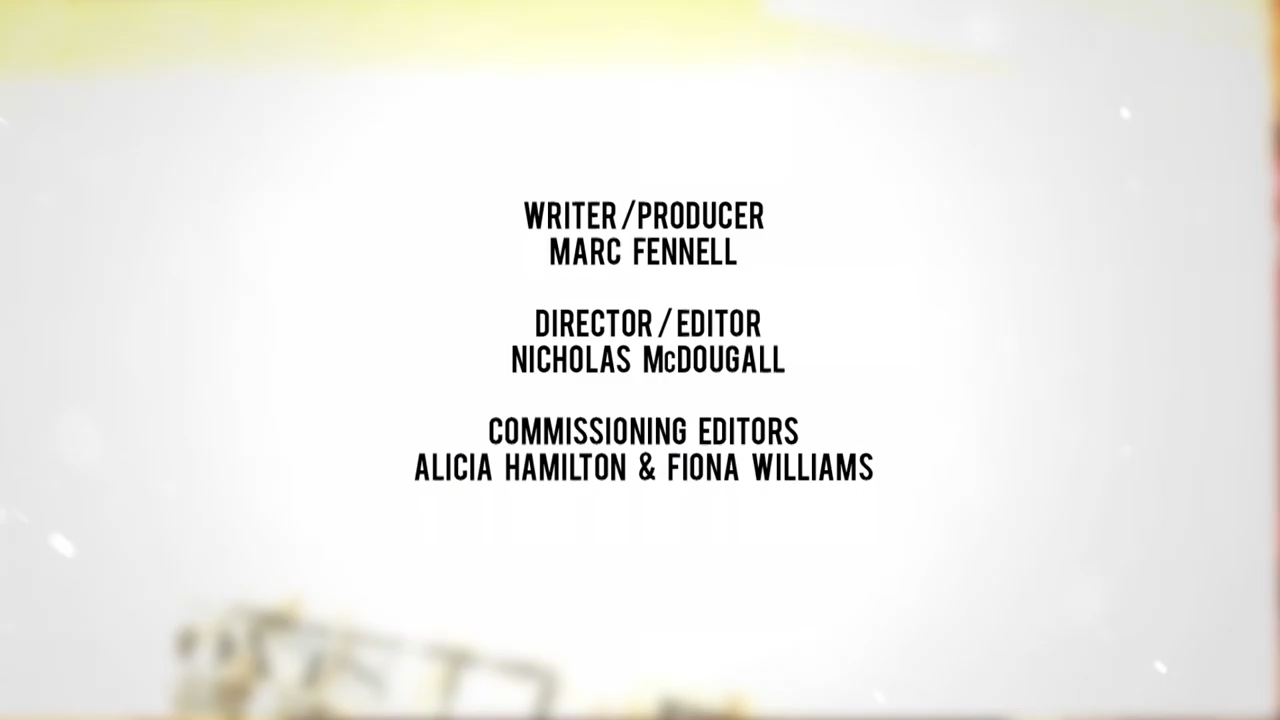 WRITER/PRODUCER
MARC FENNELL
DIRECTOR/EDITOR
NICHOLAS McDOUGALL
COMMISSIONING EDITORS
ALICIA HAMILTON & FIONA WILLIAMS